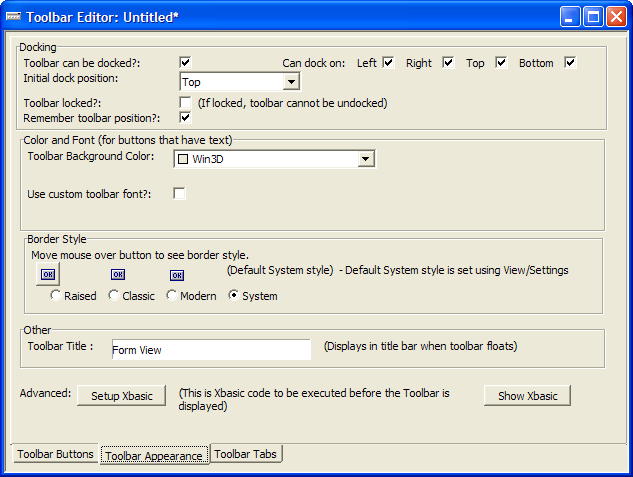 Toolbar Editor: Untitled*
Docking
Toolbar can be docked?: Can dock on: Left Right Top Bottom
Initial dock position: Top
Toolbar locked?: (If locked, toolbar cannot be undocked)
Remember toolbar position?:
Color and Font (for buttons that have text)
Toolbar Background Color: Win3D
Use custom toolbar font?:
Border Style
Move mouse over button to see border style.
OK OK OK (Default System style) - Default System style is set using View/Settings
Raised Classic Modern System
Other
Toolbar Title : Form View (Displays in title bar when toolbar floats)
Advanced: Setup Xbasic (This is Xbasic code to be executed before the Toolbar is Show Xbasic
displayed)
Toolbar Buttons Toolbar Appearance Toolbar Tabs